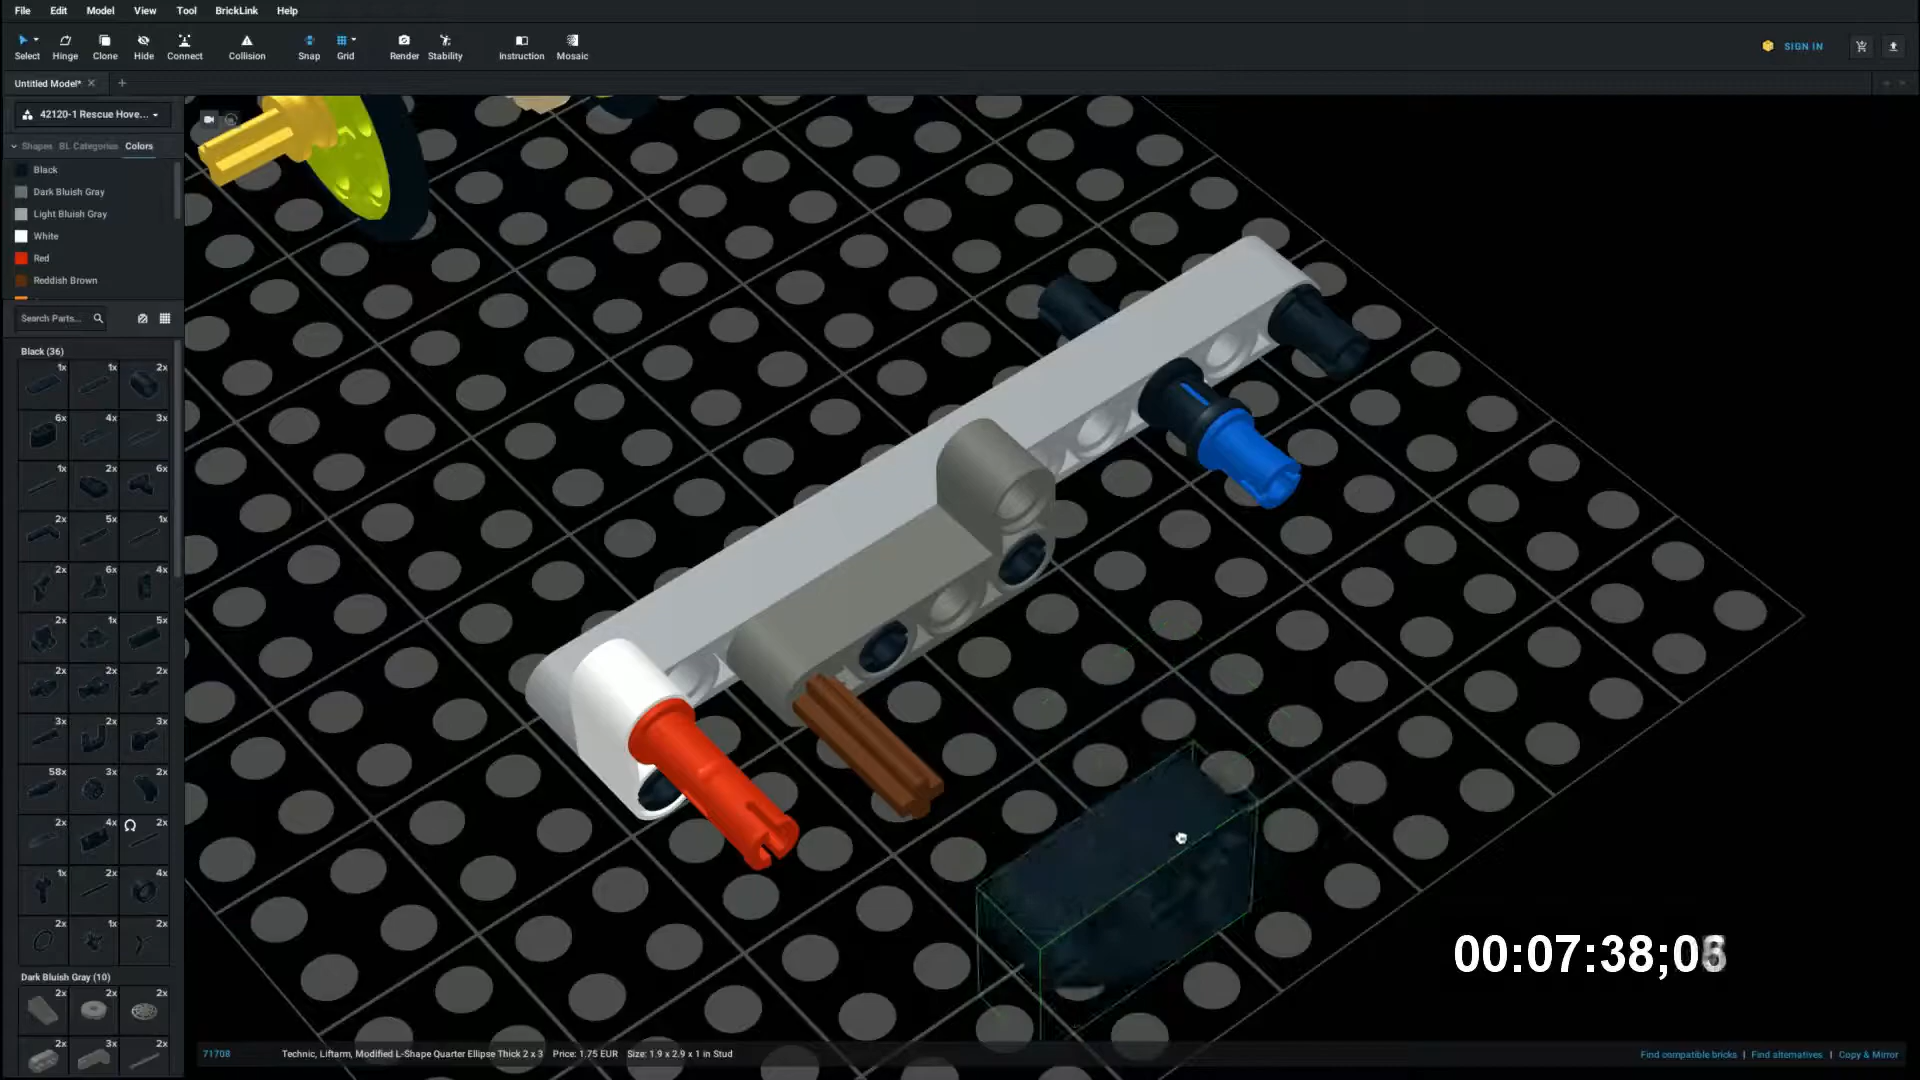 File Edit Model View Tool BrickLink Help
Select Hinge Clone Hide Connect Collision Snap Grid Render Stability Instruction Mosaic
SIGN IN
Untitled Model*
42120-1 Rescue Hove...
Shapes BL Categories Colors
Black
Dark Bluish Gray
Light Bluish Gray
White
Red
Reddish Brown
Search Parts...
Black (36)
1x 1x 2x
6x 4x 3x
1x 2x 6x
2x 5x 1x
2x 6x 4x
2x 1x 5x
2x 2x 2x
3x 2x 3x
58x 3x 2x
2x 4x 2x
1x 2x 4x
2x 1x 2x
Dark Bluish Gray (10)
2x 2x 2x
2x 3x 2x
00:07:38;0
71708 Technic, Liftarm, Modified L-Shape Quarter Ellipse Thick 2 x 3 Price: 1.75 EUR Size: 1.9 x 2.9 x 1 in Stud
Find compatible bricks | Find alternatives | Copy & Mirror